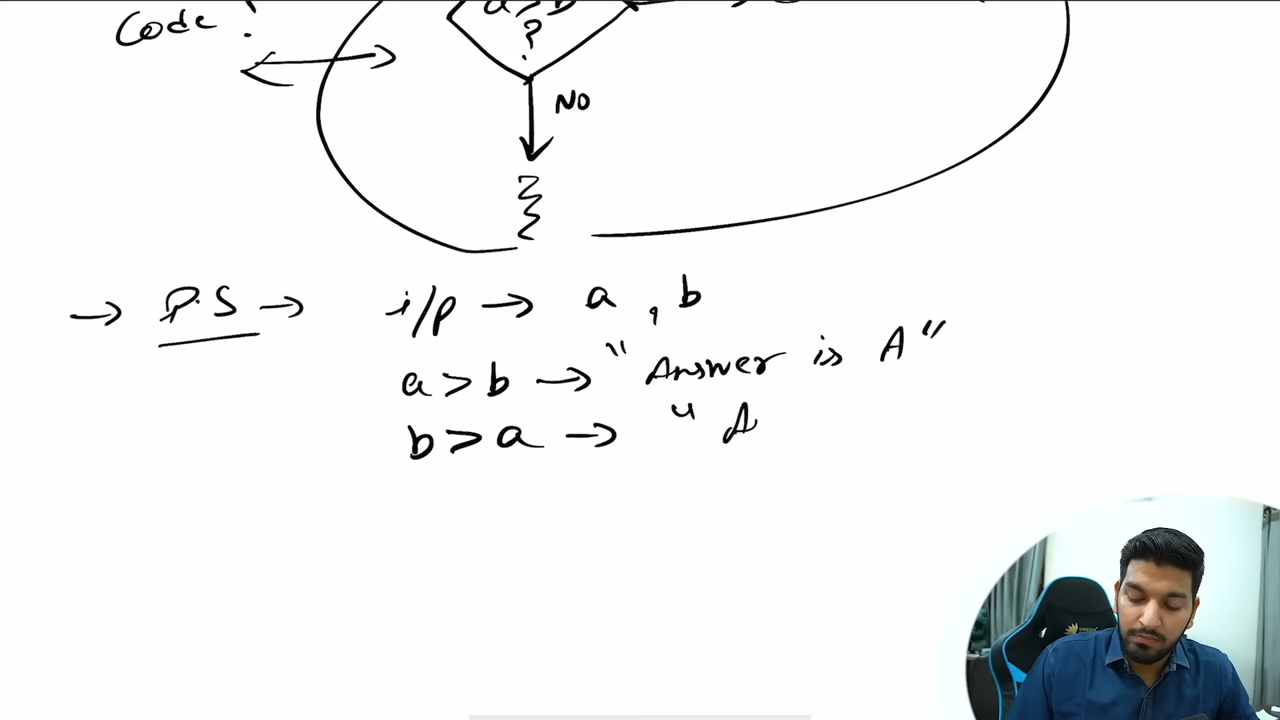 Code ?
a>b
?
NO
→ P.S → i/p → a , b
a > b → "Answer is A"
b > a → " A